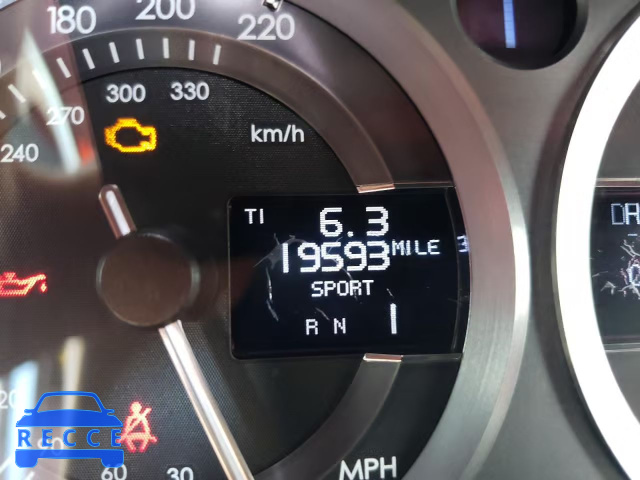 180
200
220
300
330
270
240
km/h
DA
TI
6.3
19593 MILE
SPORT
R N 1
RECCE
60
30
MPH